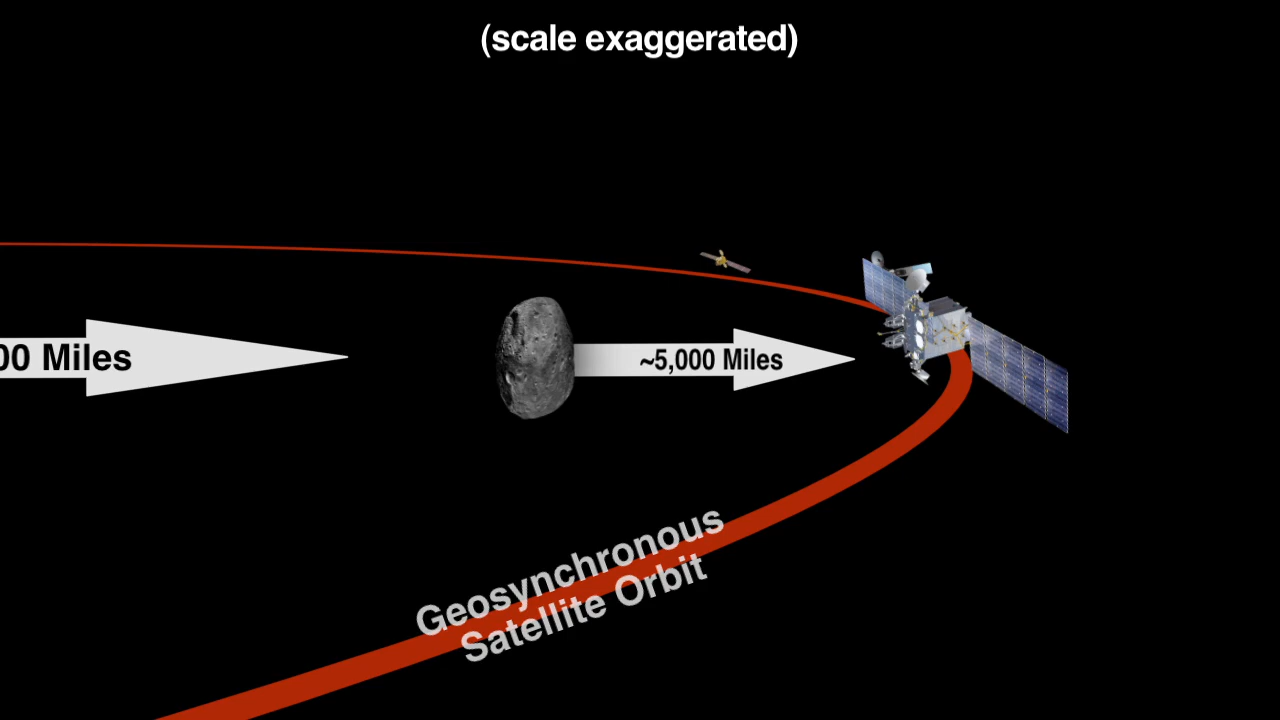 (scale exaggerated)
00 Miles
~5,000 Miles
Geosynchronous
Satellite Orbit